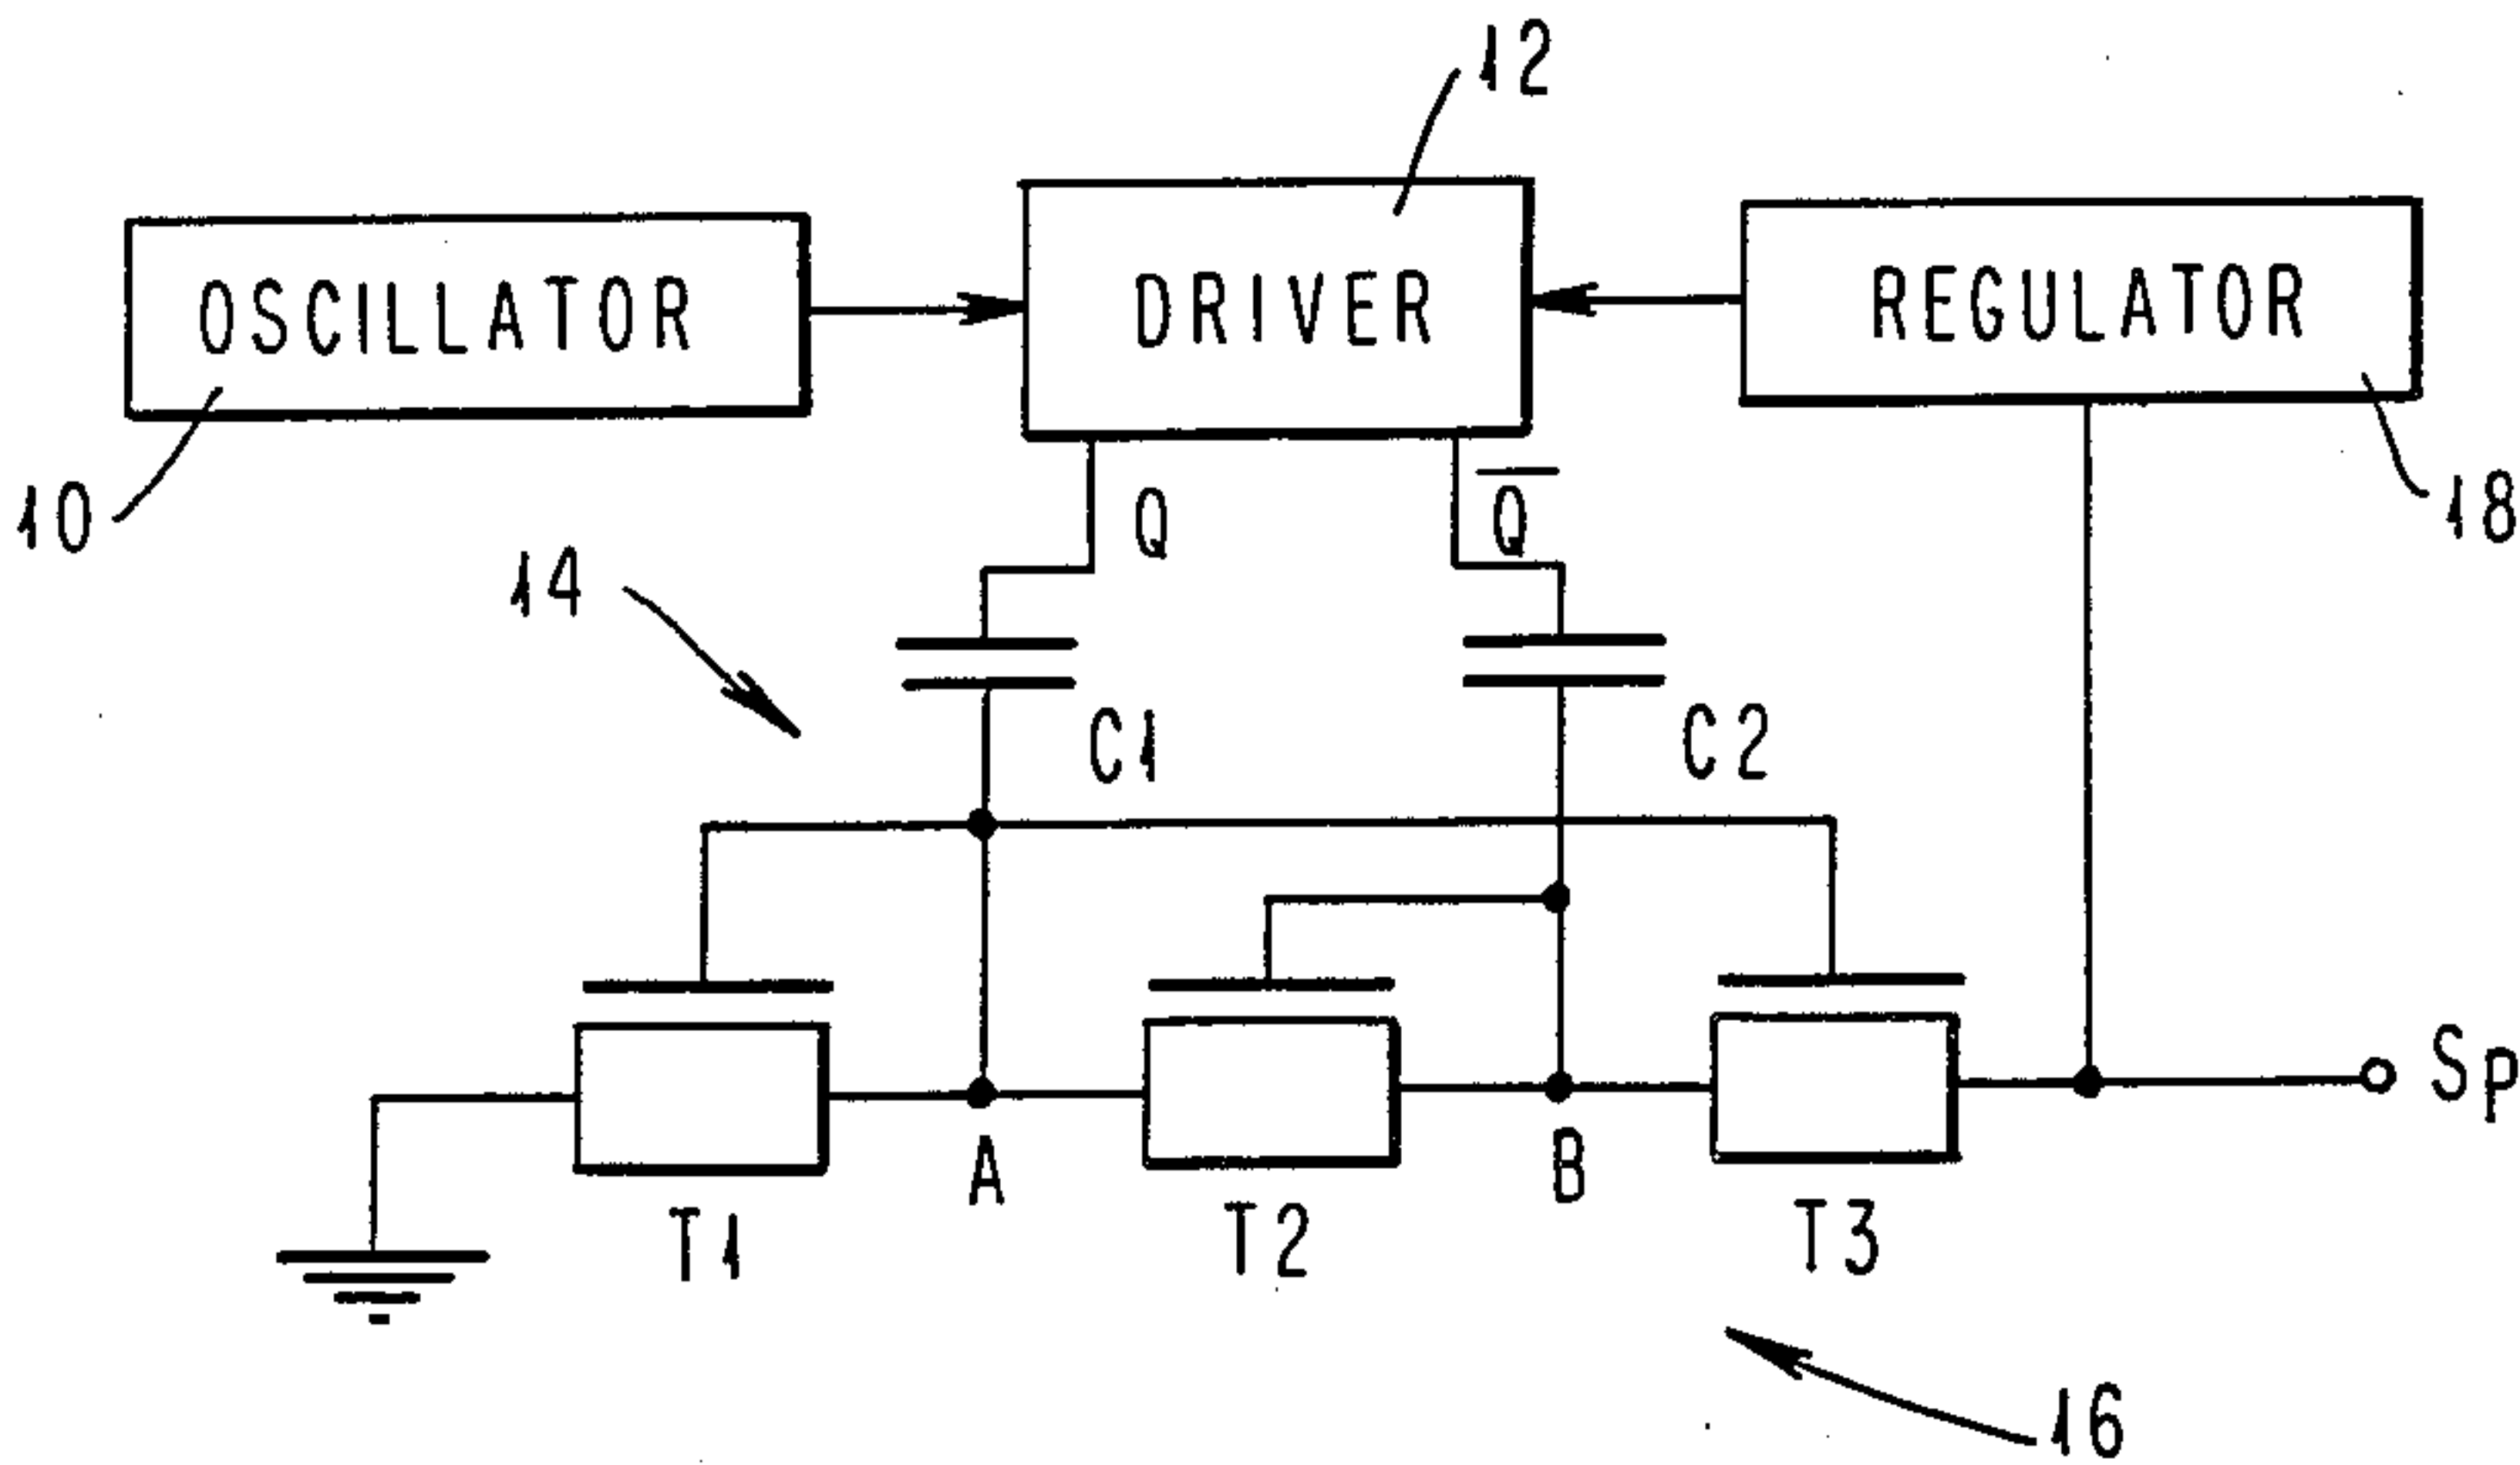 12
OSCILLATOR
DRIVER
REGULATOR
10
14
Q
Q̅
18
C1
C2
Sp
A
B
T1
T2
T3
16